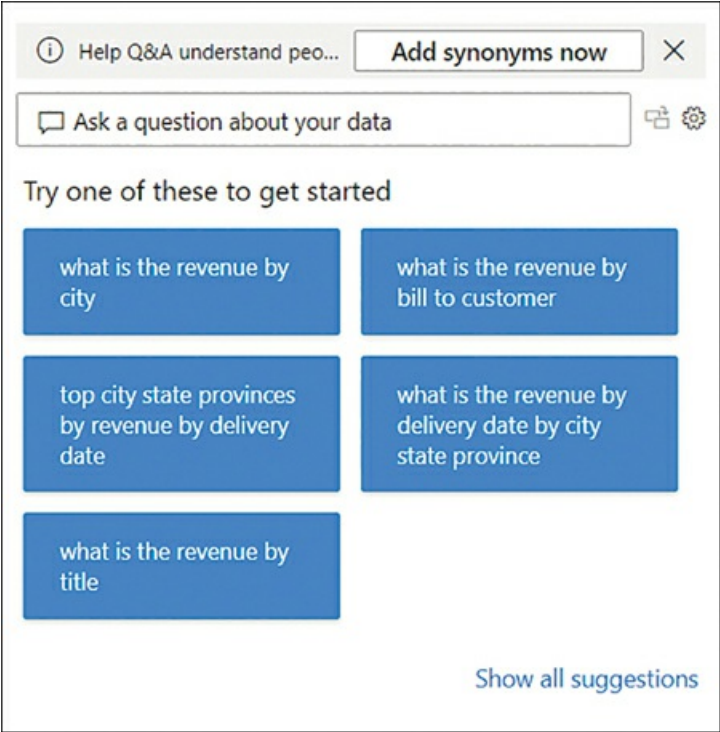 Help Q&A understand peo... Add synonyms now
Ask a question about your data
Try one of these to get started
what is the revenue by
city
what is the revenue by
bill to customer
top city state provinces
by revenue by delivery
date
what is the revenue by
delivery date by city
state province
what is the revenue by
title
Show all suggestions